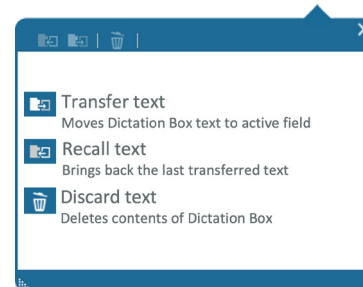 Transfer text
Moves Dictation Box text to active field
Recall text
Brings back the last transferred text
Discard text
Deletes contents of Dictation Box